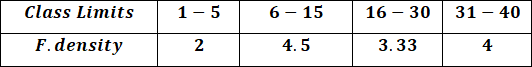 Class Limits 1 − 5 6 − 15 16 − 30 31 − 40
F. density 2 4.5 3.33 4